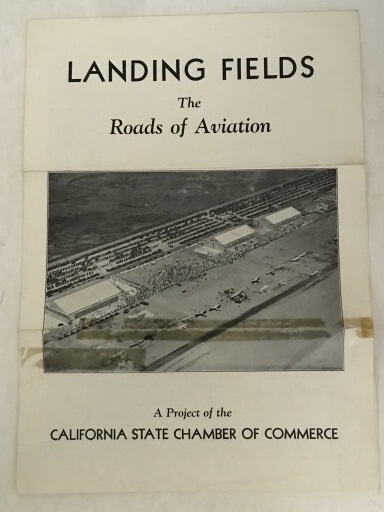 LANDING FIELDS
The
Roads of Aviation
A Project of the
CALIFORNIA STATE CHAMBER OF COMMERCE